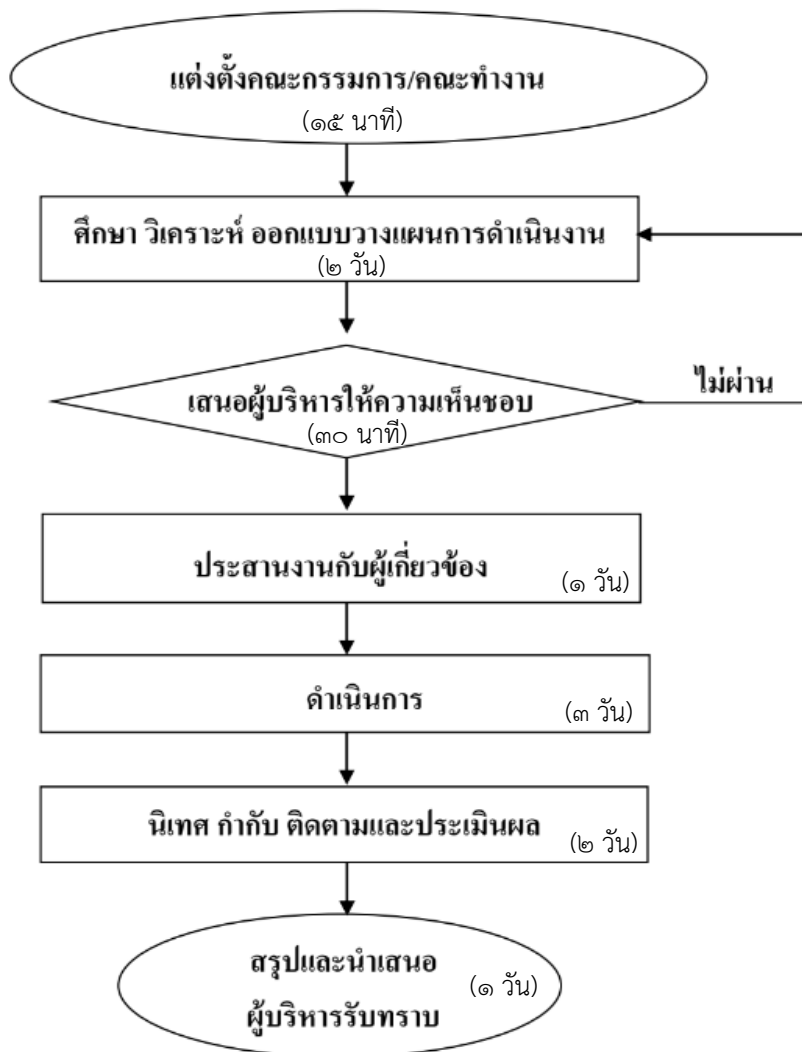 แต่งตั้งคณะกรรมการ/คณะทำงาน
(๑๕ นาที)
ศึกษา วิเคราะห์ ออกแบบวางแผนการดำเนินงาน
(๒ วัน)
เสนอผู้บริหารให้ความเห็นชอบ
(๓๐ นาที)
ไม่ผ่าน
ประสานงานกับผู้เกี่ยวข้อง
(๑ วัน)
ดำเนินการ
(๓ วัน)
นิเทศ กำกับ ติดตามและประเมินผล
(๒ วัน)
สรุปและนำเสนอ
(๑ วัน)
ผู้บริหารรับทราบ